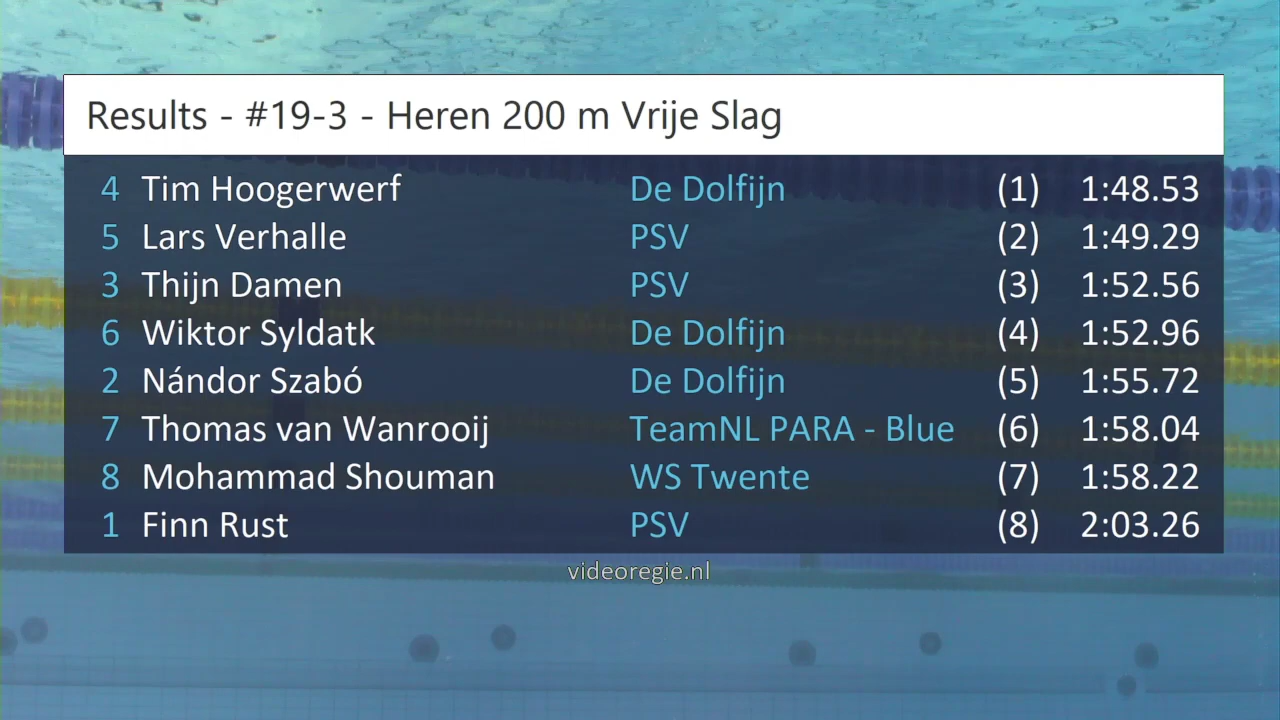 Results - #19-3 - Heren 200 m Vrije Slag
4 Tim Hoogerwerf De Dolfijn (1) 1:48.53
5 Lars Verhalle PSV (2) 1:49.29
3 Thijn Damen PSV (3) 1:52.56
6 Wiktor Syldatk De Dolfijn (4) 1:52.96
2 Nándor Szabó De Dolfijn (5) 1:55.72
7 Thomas van Wanrooij TeamNL PARA - Blue (6) 1:58.04
8 Mohammad Shouman WS Twente (7) 1:58.22
1 Finn Rust PSV (8) 2:03.26
videoregie.nl